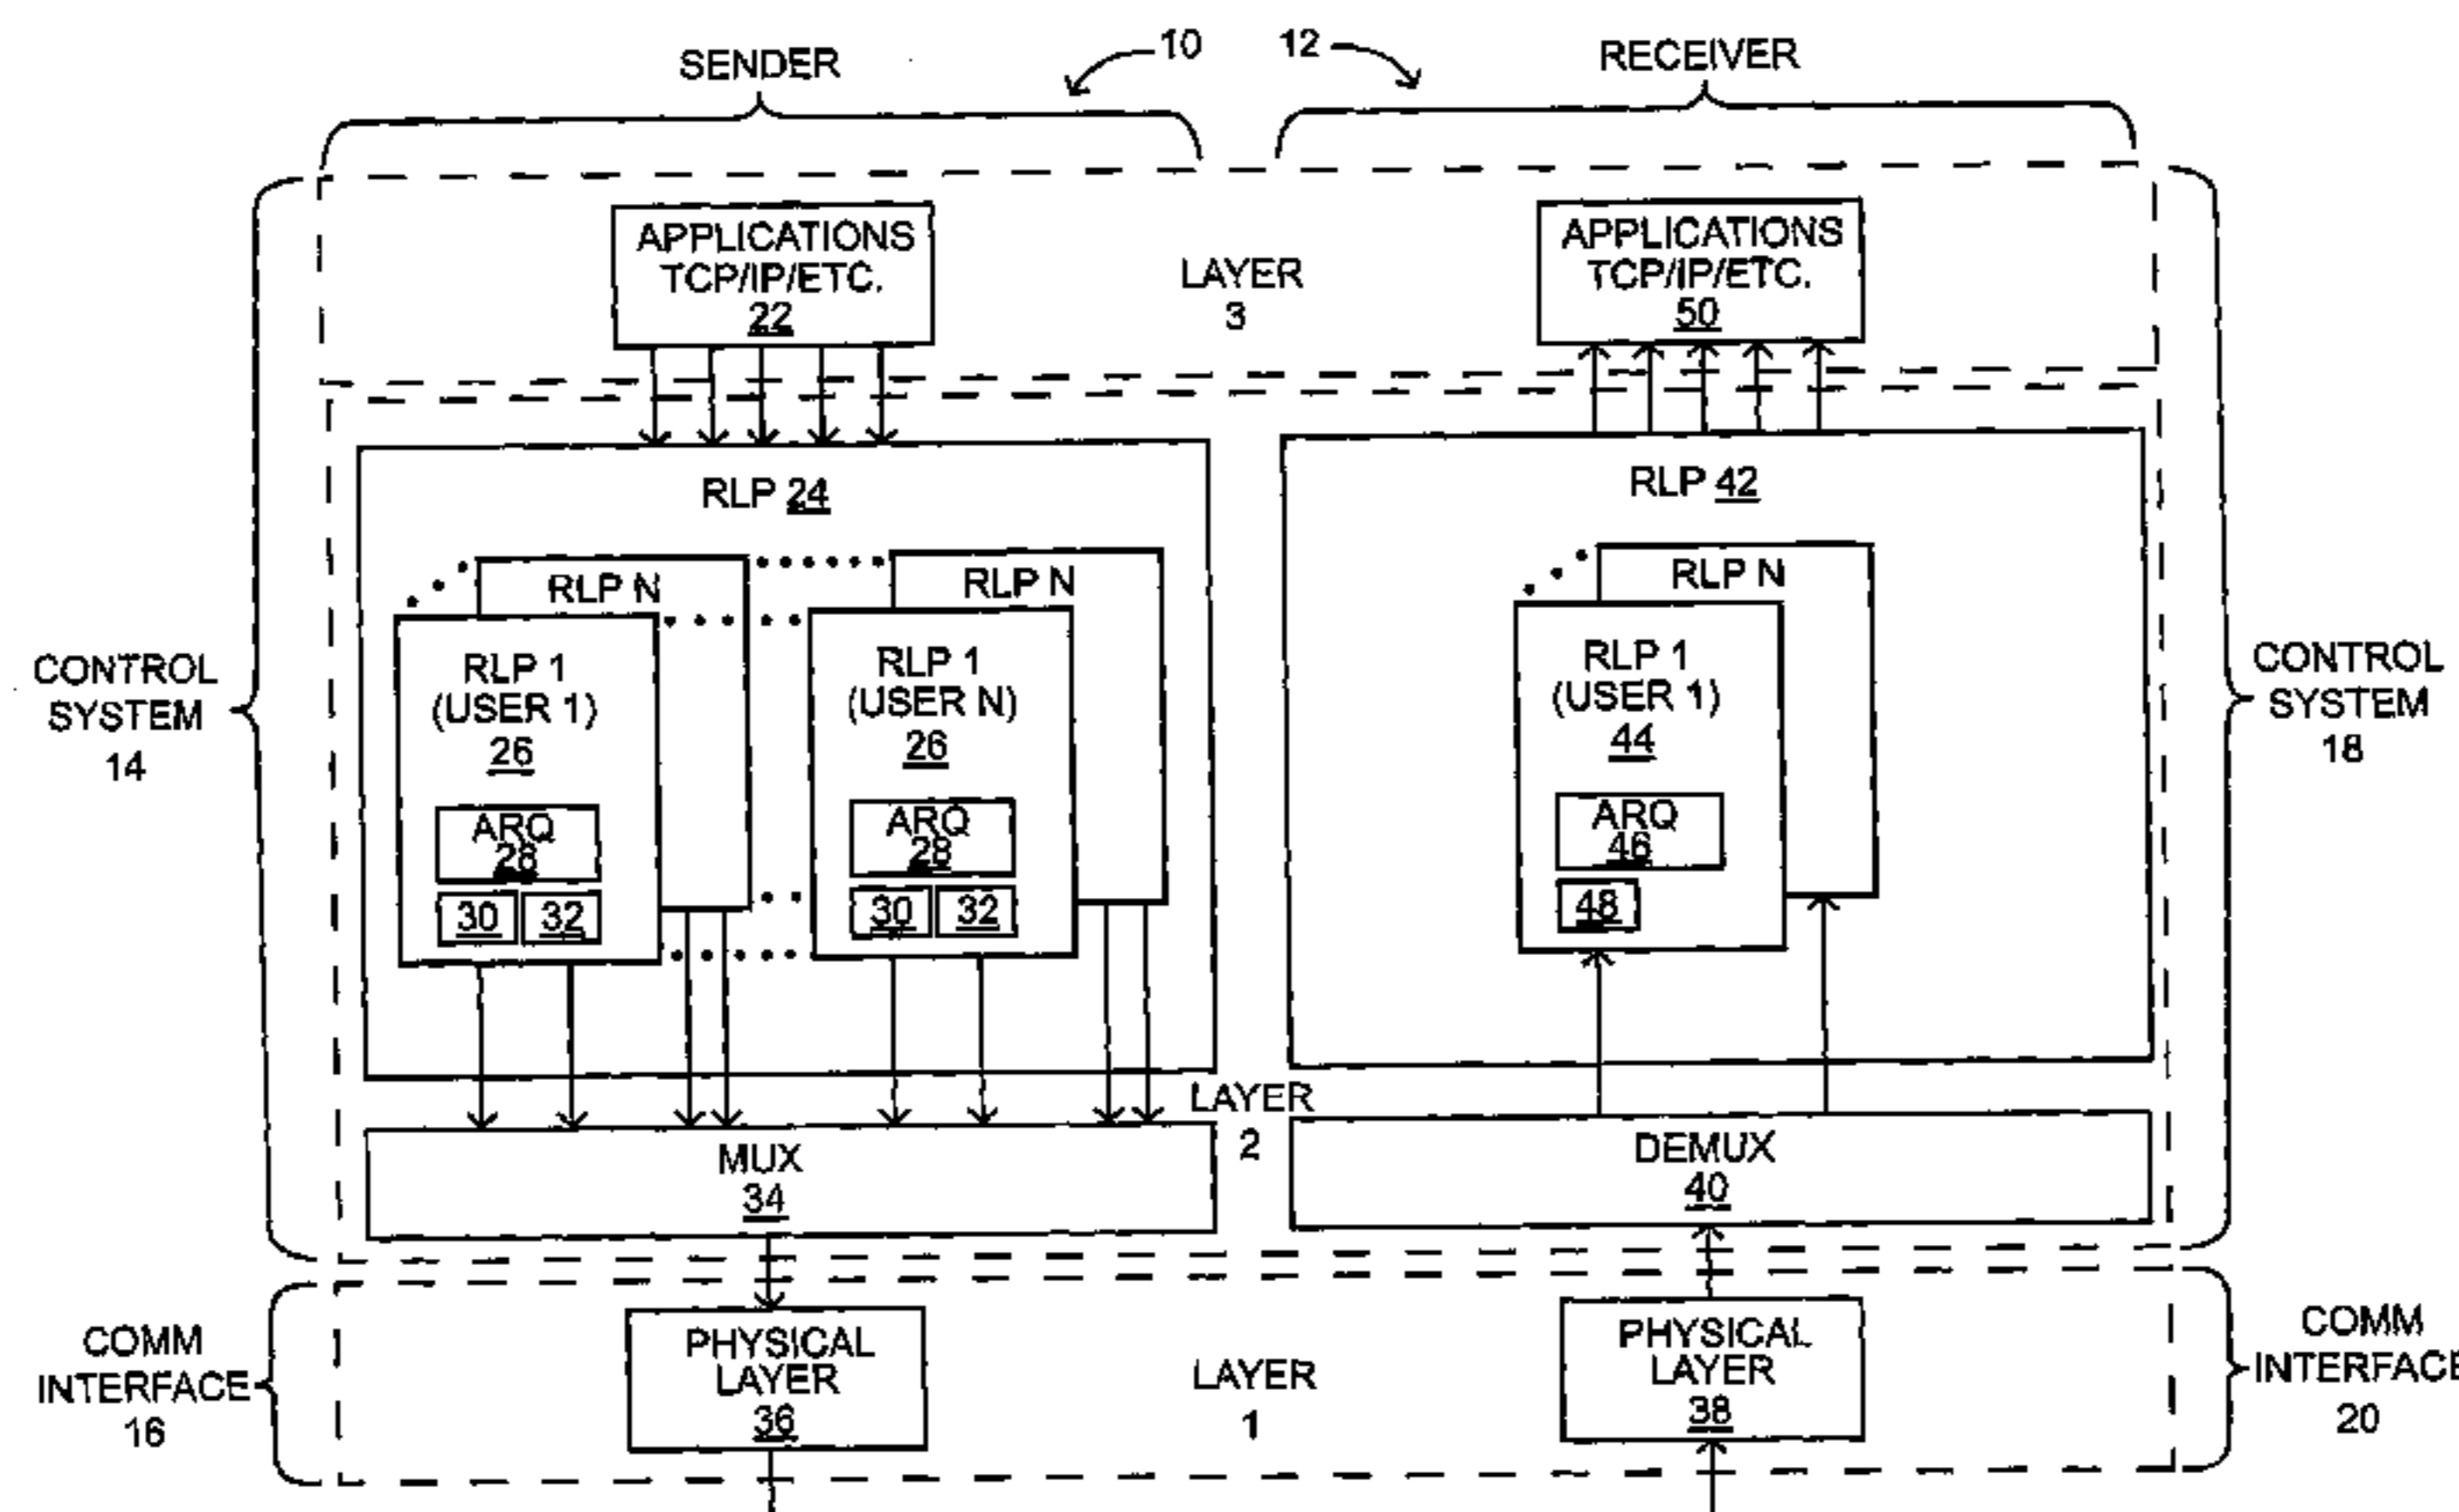 SENDER
10
12
RECEIVER
APPLICATIONS
TCP/IP/ETC.
22
LAYER
3
APPLICATIONS
TCP/IP/ETC.
50
RLP 24
RLP N
RLP 1
(USER 1)
26
ARQ
28
30
32
RLP N
RLP 1
(USER N)
26
ARQ
28
30
32
RLP 42
RLP N
RLP 1
(USER 1)
44
ARQ
46
48
CONTROL
SYSTEM
14
CONTROL
SYSTEM
18
LAYER
2
MUX
34
DEMUX
40
COMM
INTERFACE
16
PHYSICAL
LAYER
36
LAYER
1
PHYSICAL
LAYER
38
COMM
INTERFACE
20